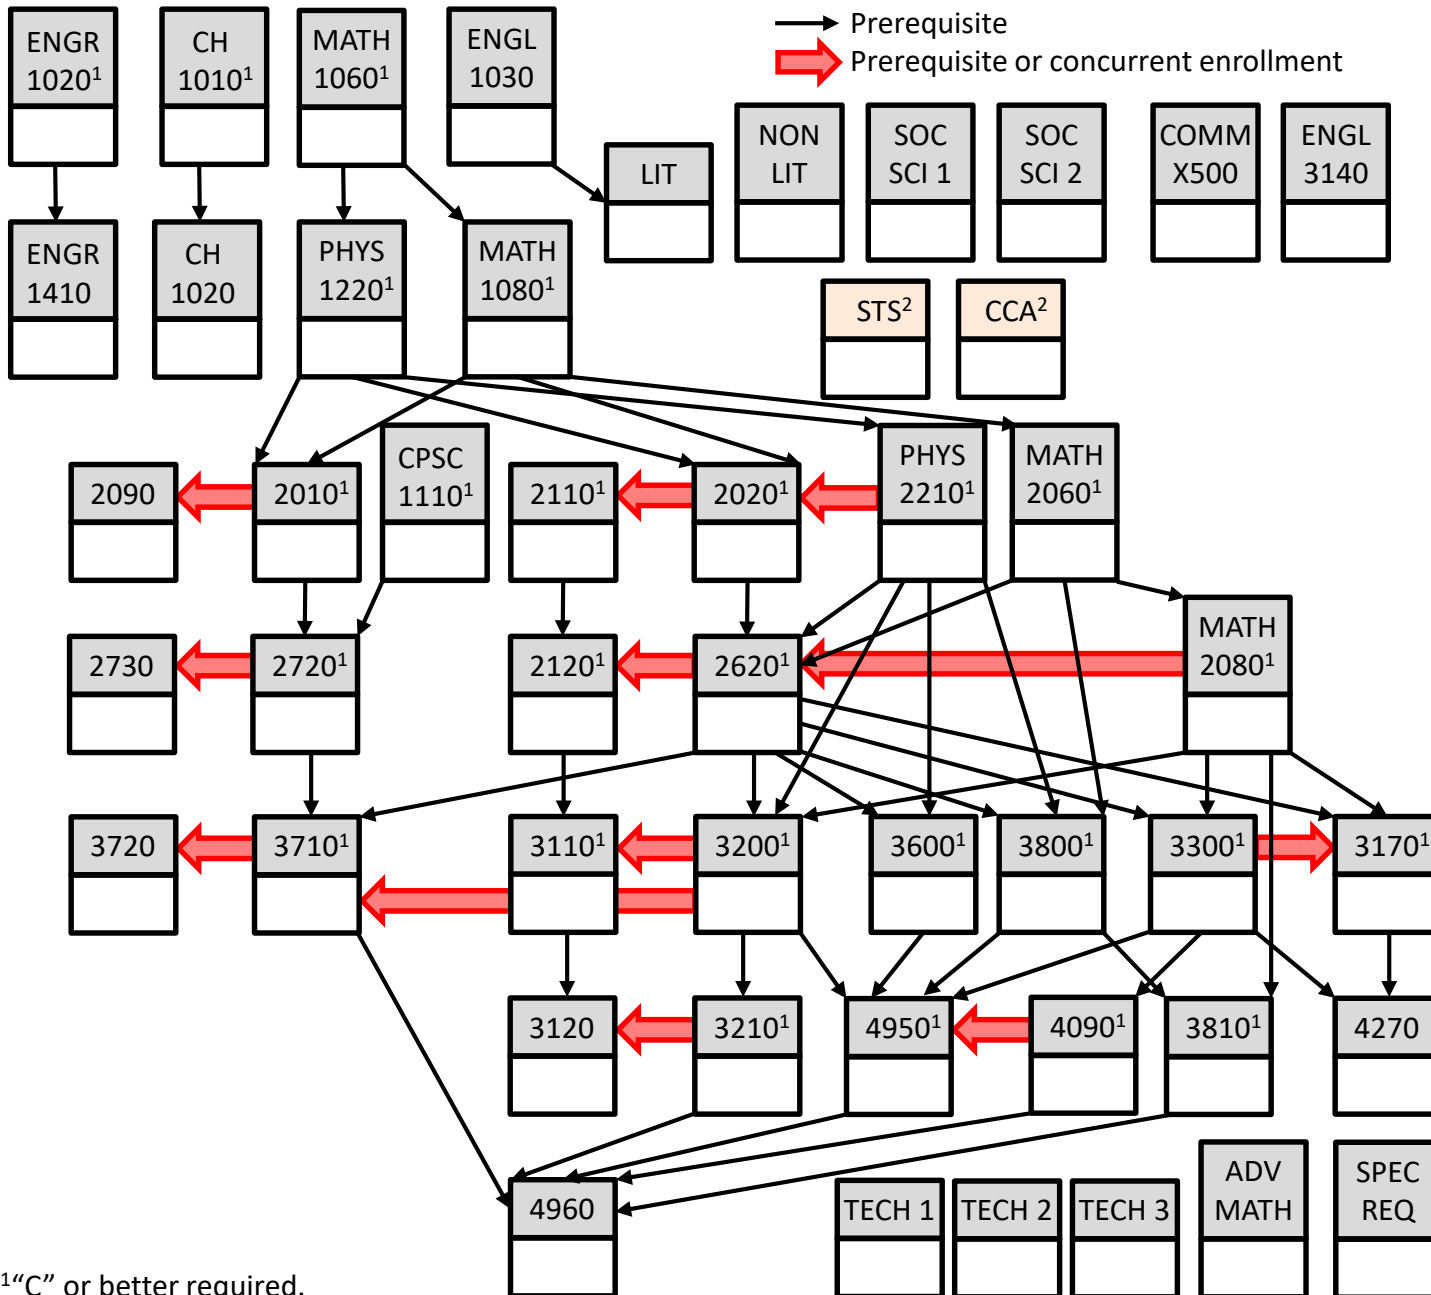 Prerequisite
Prerequisite or concurrent enrollment
ENGR
1020¹
CH
1010¹
MATH
1060¹
ENGL
1030
LIT
NON
LIT
SOC
SCI 1
SOC
SCI 2
COMM
X500
ENGL
3140
ENGR
1410
CH
1020
PHYS
1220¹
MATH
1080¹
STS²
CCA²
2090
2010¹
CPSC
1110¹
2110¹
2020¹
PHYS
2210¹
MATH
2060¹
2730
2720¹
2120¹
2620¹
MATH
2080¹
3720
3710¹
3110¹
3200¹
3600¹
3800¹
3300¹
3170¹
3120
3210¹
4950¹
4090¹
3810¹
4270
4960
TECH 1
TECH 2
TECH 3
ADV
MATH
SPEC
REQ
¹“C” or better required.